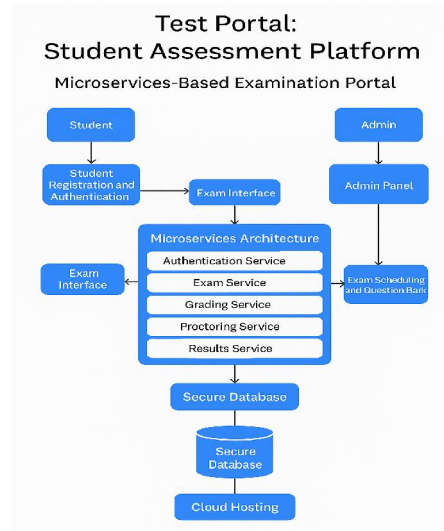 Test Portal:
Student Assessment Platform
Microservices-Based Examination Portal
Student
Admin
Student
Registration and
Authentication
Exam Interface
Admin Panel
Microservices Architecture
Authentication Service
Exam Service
Grading Service
Proctoring Service
Results Service
Exam
Interface
Exam Scheduling
and Question Bark
Secure Database
Secure
Database
Cloud Hosting